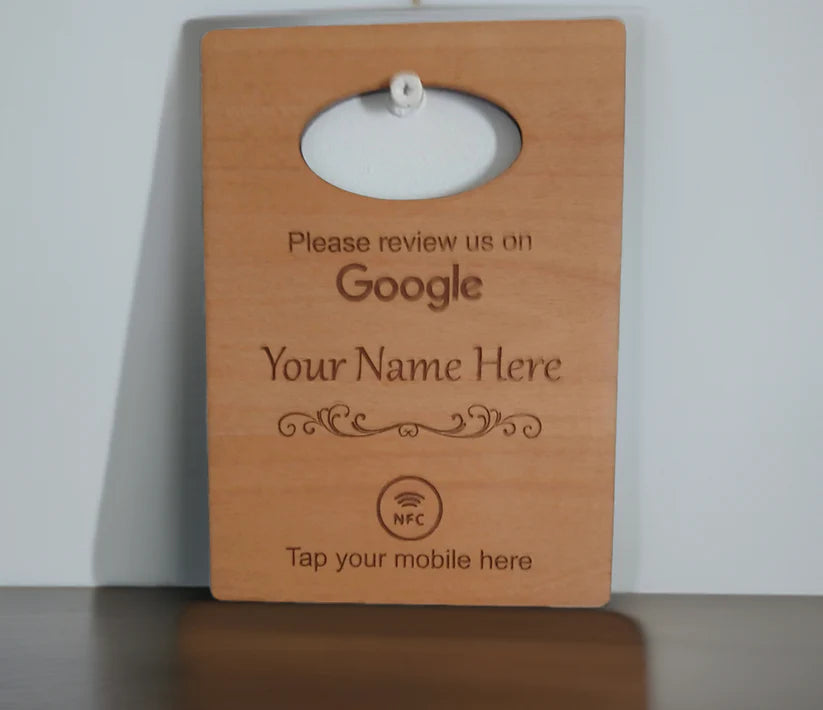 Please review us on
Google
Your Name Here
NFC
Tap your mobile here